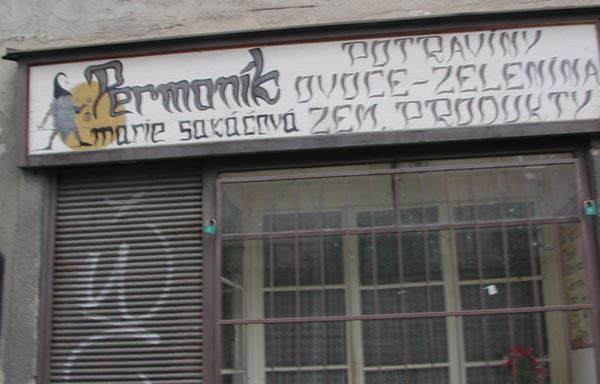 Permoník
marie sakáčová
POTRAVINY
OVOCE-ZELENINA
ZEM. PRODUKTY